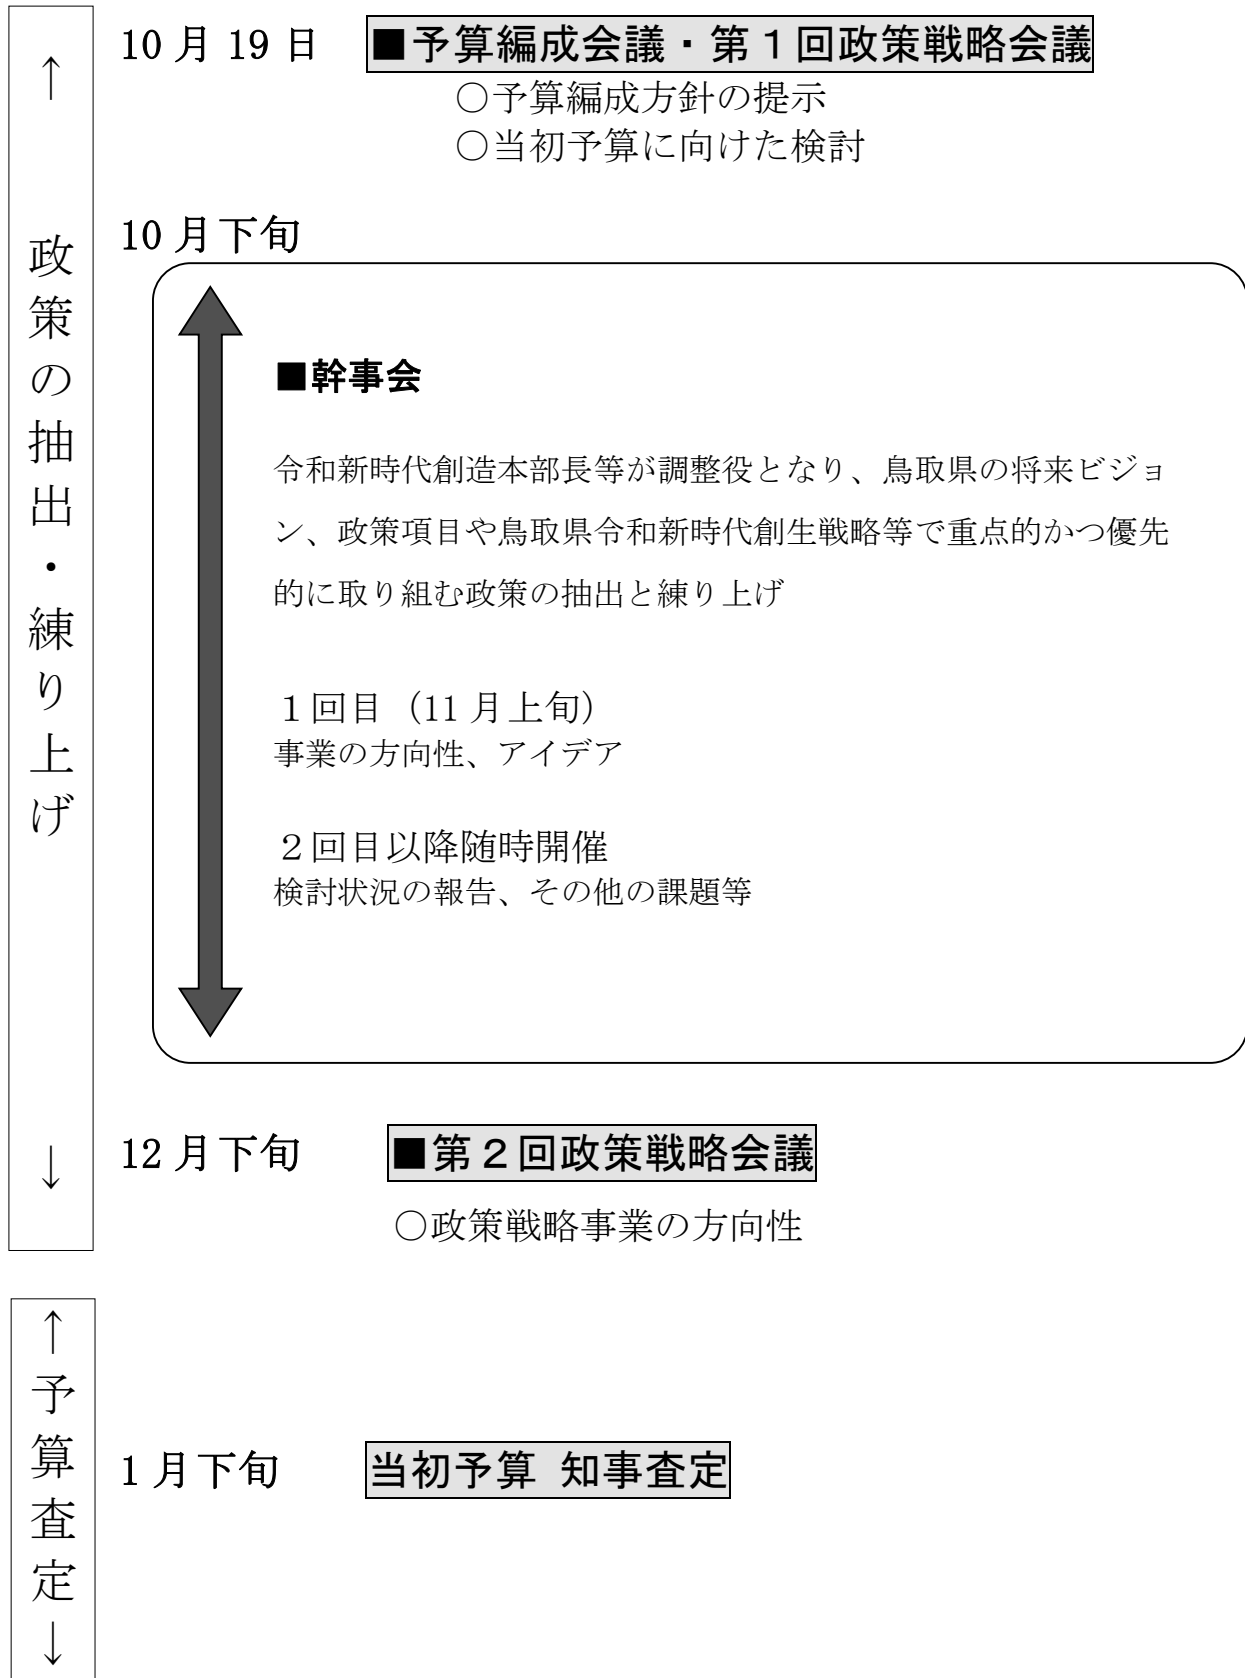 ↑
政策の抽出・練り上げ
↓
10月19日 ■予算編成会議・第1回政策戦略会議
○予算編成方針の提示
○当初予算に向けた検討
10月下旬
■幹事会
令和新時代創造本部長等が調整役となり、鳥取県の将来ビジョ
ン、政策項目や鳥取県令和新時代創生戦略等で重点的かつ優先
的に取り組む政策の抽出と練り上げ
１回目（11月上旬）
事業の方向性、アイデア
２回目以降随時開催
検討状況の報告、その他の課題等
12月下旬 ■第２回政策戦略会議
○政策戦略事業の方向性
↑予算査定↓
1月下旬 当初予算 知事査定